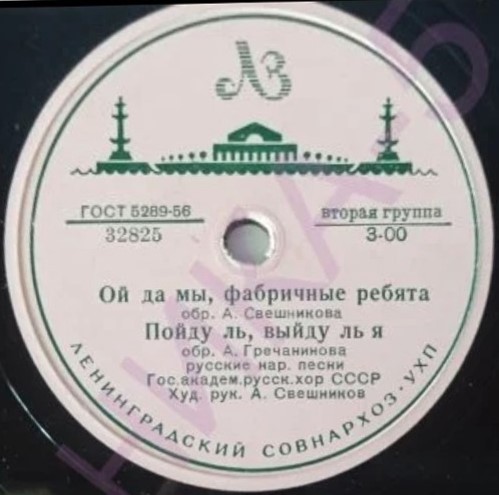 ЛЗ
ГОСТ 5289-56
вторая группа
32825
3-00
Ой да мы, фабричные ребята
обр. А. Свешникова
Пойду ль, выйду ль я
обр. А. Гречанинова
русские нар. песни
Гос.академ.русск.хор СССР
Худ. рук. А. Свешников
ЛЕНИНГРАДСКИЙ СОВНАРХОЗ·УХП